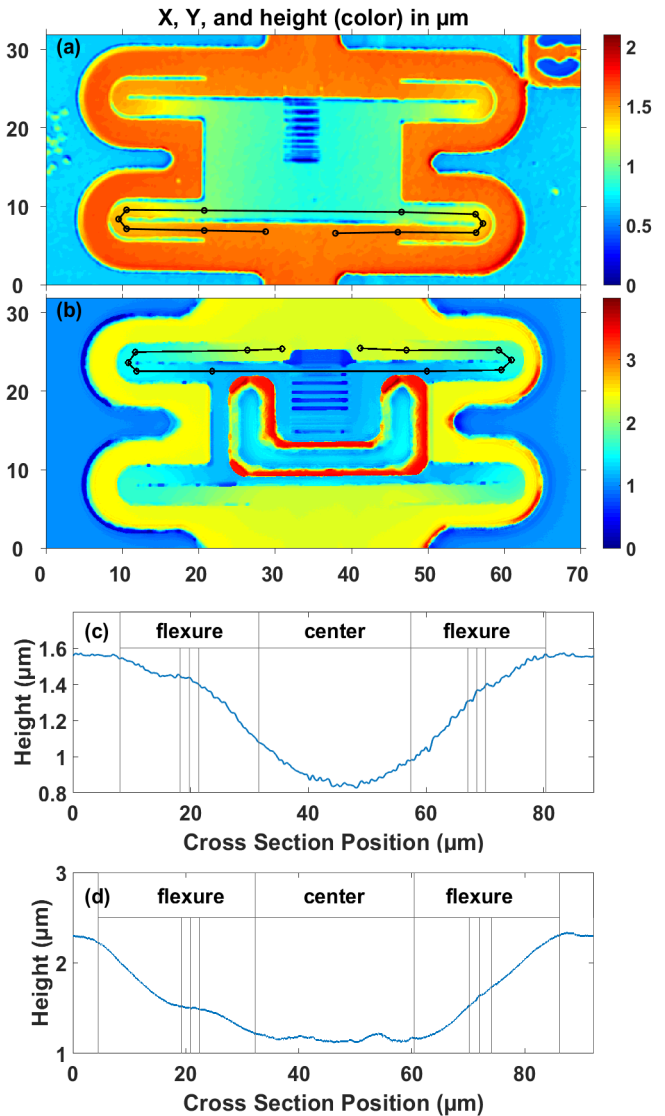 X, Y, and height (color) in μm
(a)
30
20
10
0
2
1.5
1
0.5
0
(b)
30
20
10
0
3
2
1
0
0 10 20 30 40 50 60 70
(c) flexure center flexure
1.6
1.4
1.2
1
0.8
Height (μm)
0 20 40 60 80
Cross Section Position (μm)
(d) flexure center flexure
3
2
1
Height (μm)
0 20 40 60 80
Cross Section Position (μm)